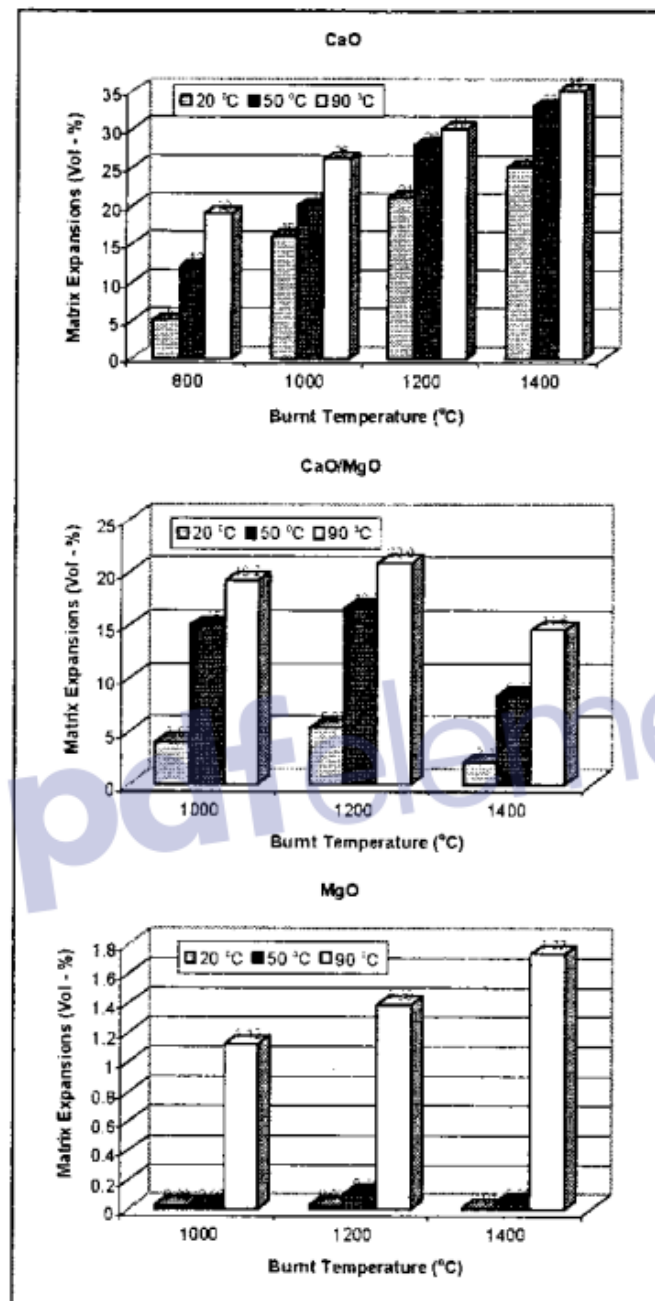 CaO
Matrix Expansions (Vol - %)
35
30
25
20
15
10
5
0
20 °C 50 °C 90 °C
800 1000 1200 1400
Burnt Temperature (°C)
CaO/MgO
Matrix Expansions (Vol - %)
25
20
15
10
5
0
20 °C 50 °C 90 °C
1000 1200 1400
Burnt Temperature (°C)
pdfeleme
MgO
Matrix Expansions (Vol - %)
1.8
1.6
1.4
1.2
1
0.8
0.6
0.4
0.2
0
20 °C 50 °C 90 °C
1000 1200 1400
Burnt Temperature (°C)